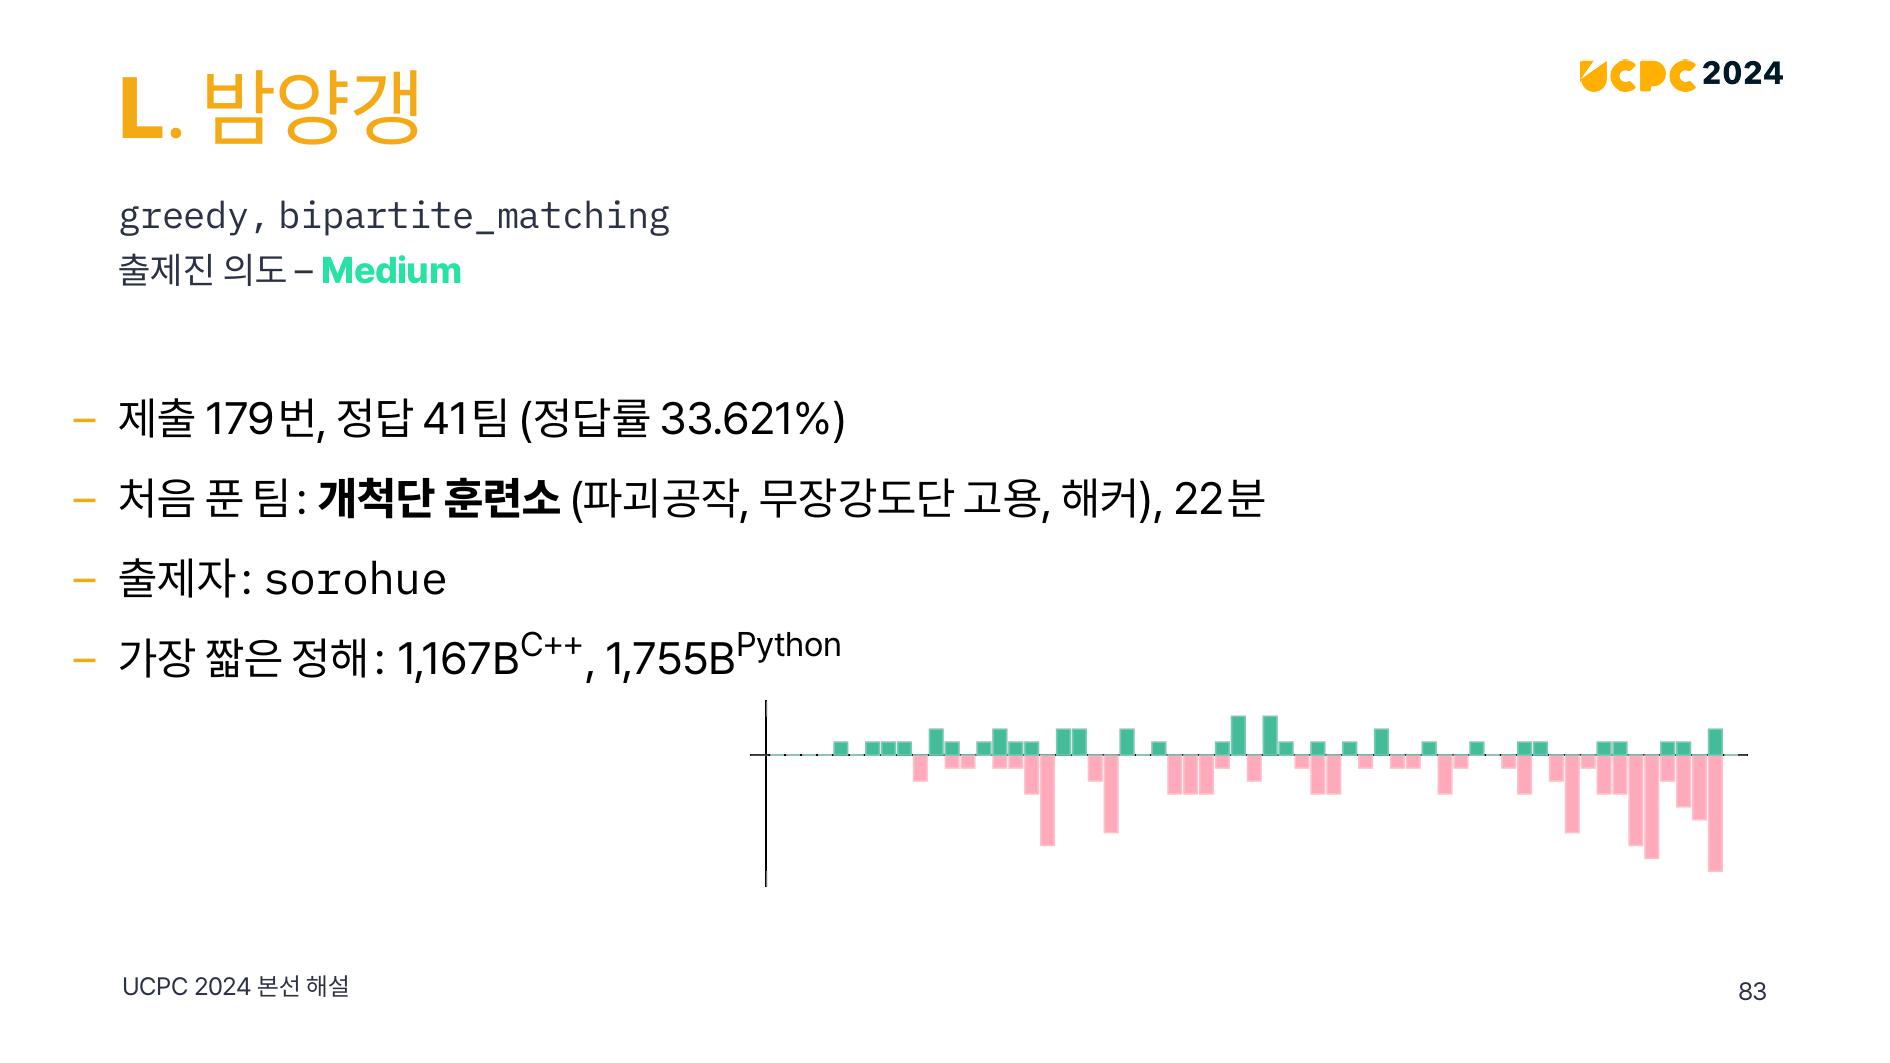 L. 밤양갱
UCPC 2024
greedy, bipartite_matching
출제진 의도 – Medium
– 제출 179번, 정답 41팀 (정답률 33.621%)
– 처음 푼 팀: 개척단 훈련소 (파괴공작, 무장강도단 고용, 해커), 22분
– 출제자: sorohue
– 가장 짧은 정해: 1,167B^C++, 1,755B^Python
UCPC 2024 본선 해설
83